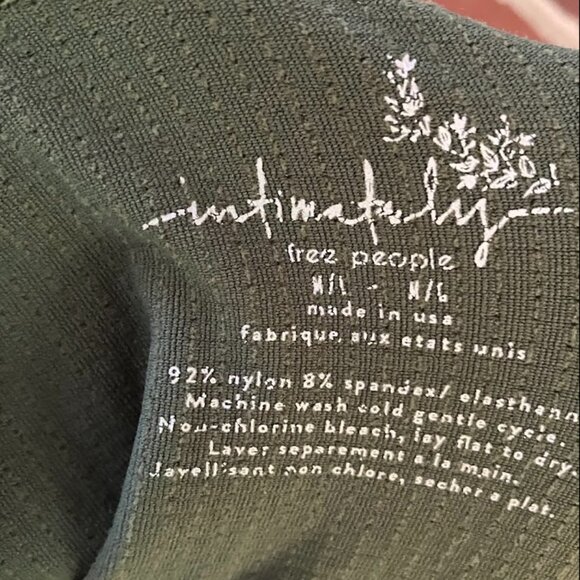 intimately
free people
M/L - M/G
made in usa
fabrique aux etats unis
92% nylon 8% spandex/ elasthann
Machine wash cold gentle cycle.
Non-chlorine bleach, lay flat to dry.
Laver separement a la main.
Javellisant non chlore, secher a plat.